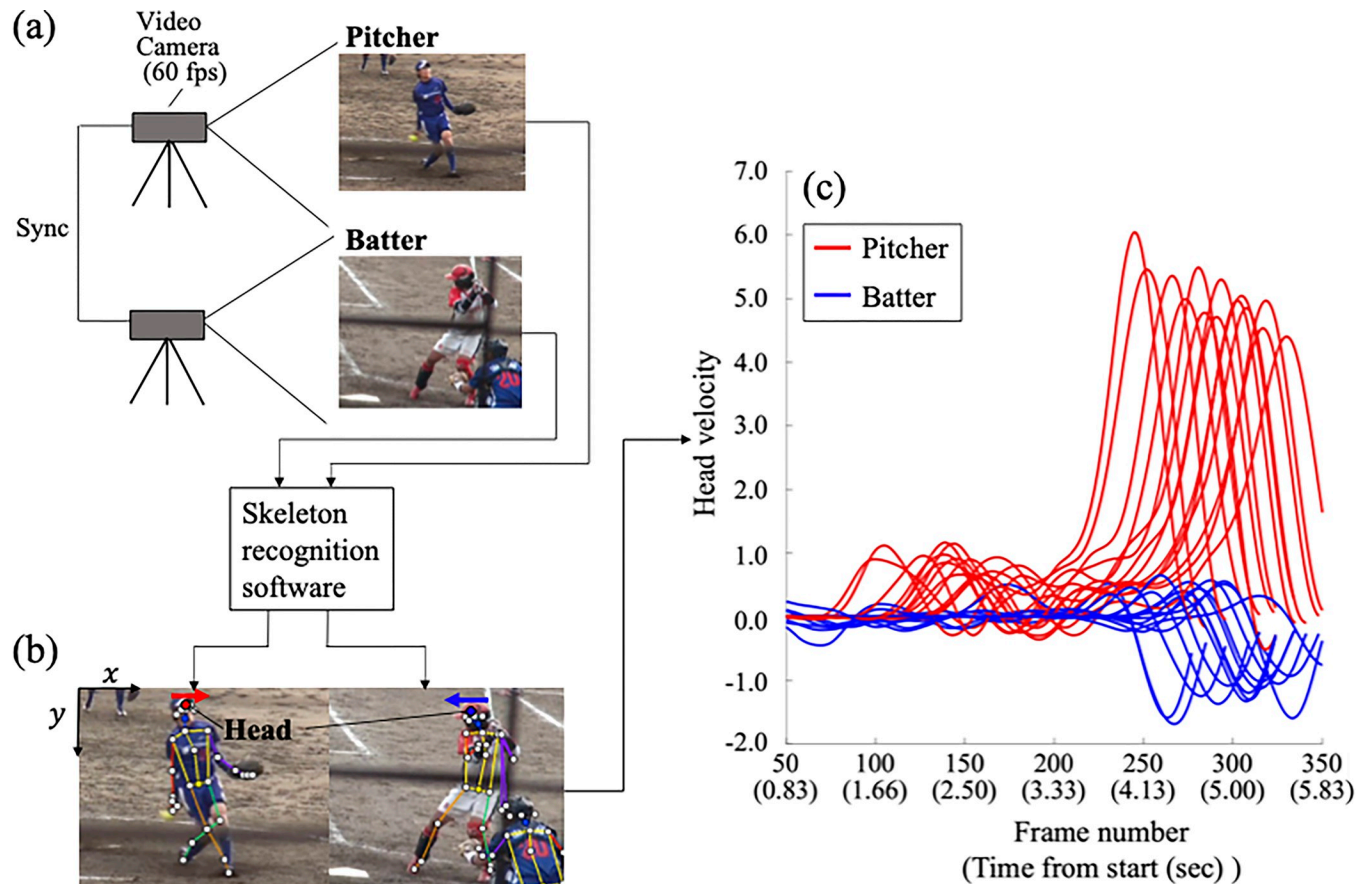 (a)
Video
Camera
(60 fps)
Pitcher
Sync
Batter
20
Skeleton
recognition
software
(b)
x
y
Head
(c)
Pitcher
Batter
Head velocity
7.0
6.0
5.0
4.0
3.0
2.0
1.0
0.0
-1.0
-2.0
50 100 150 200 250 300 350
(0.83) (1.66) (2.50) (3.33) (4.13) (5.00) (5.83)
Frame number
(Time from start (sec) )